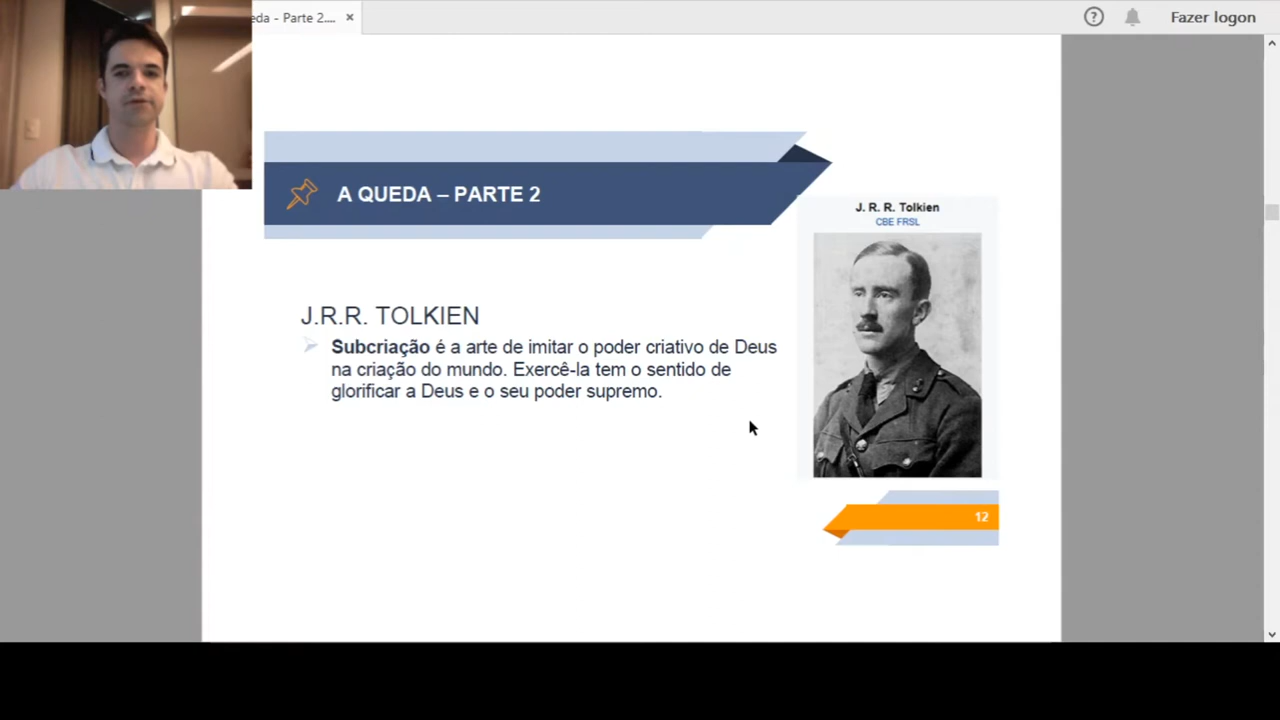 eda - Parte 2....
Fazer logon
A QUEDA – PARTE 2
J. R. R. Tolkien
CBE FRSL
J.R.R. TOLKIEN
Subcriação é a arte de imitar o poder criativo de Deus
na criação do mundo. Exercê-la tem o sentido de
glorificar a Deus e o seu poder supremo.
12